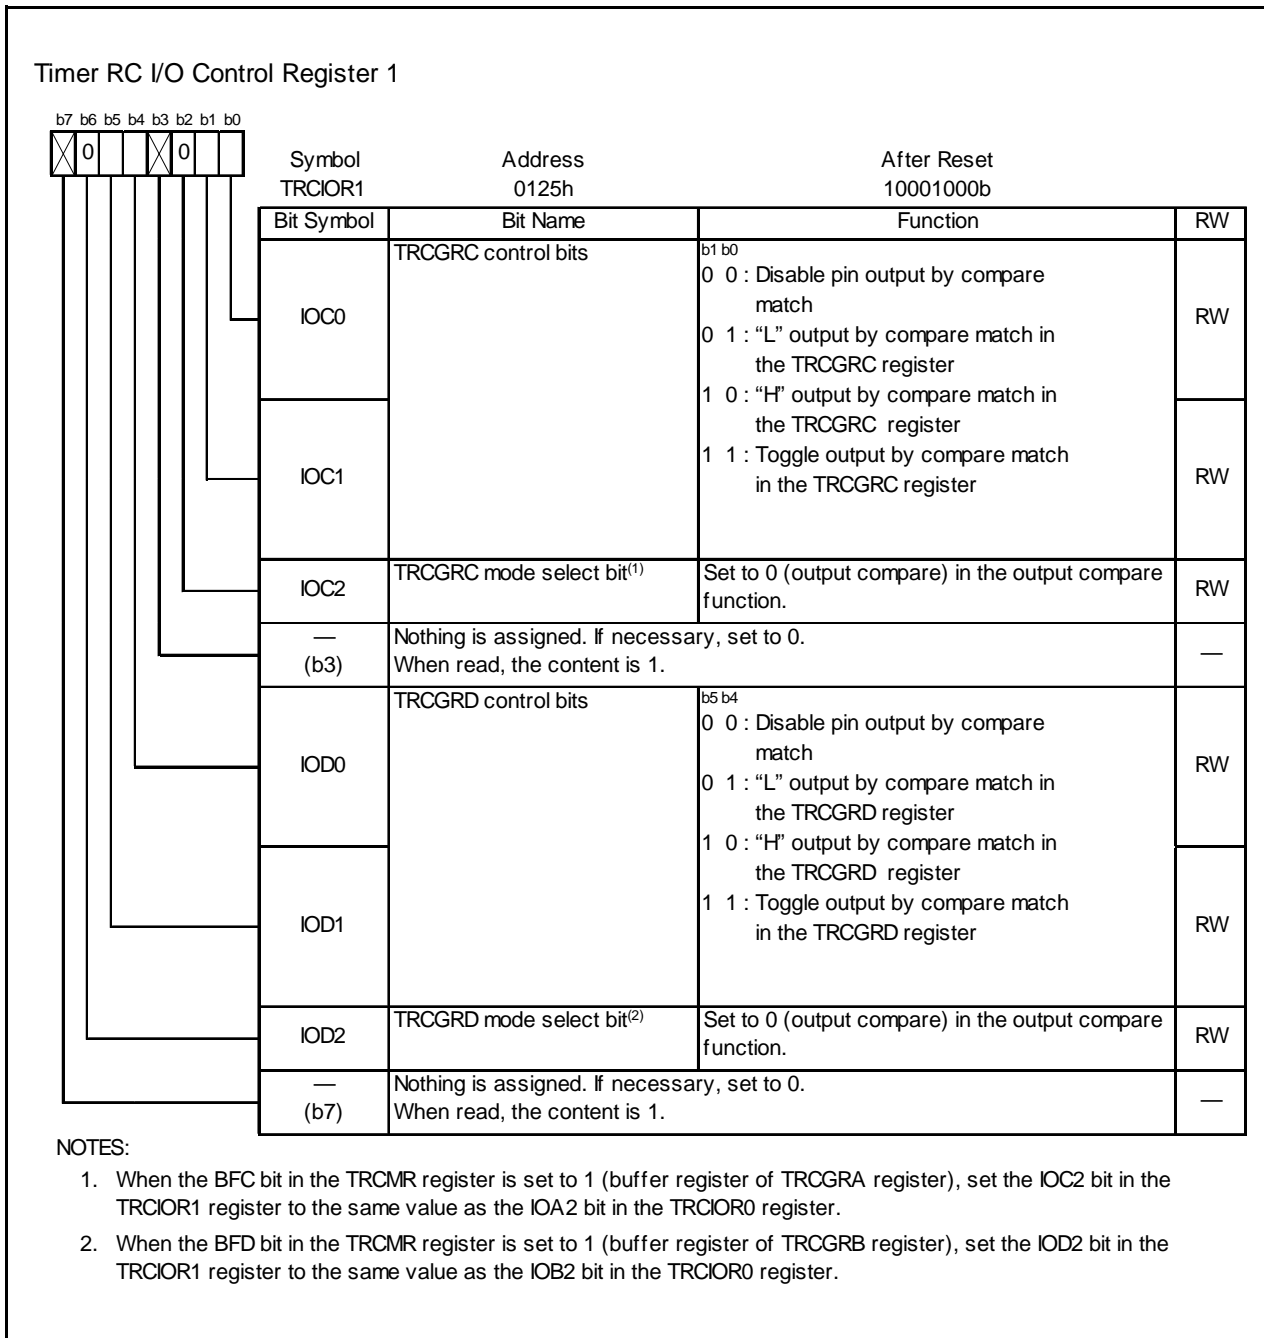 Timer RC I/O Control Register 1
b7 b6 b5 b4 b3 b2 b1 b0
0 0
Symbol Address After Reset
TRCIOR1 0125h 10001000b
Bit Symbol Bit Name Function RW
IOC0 TRCGRC control bits b1 b0
0 0 : Disable pin output by compare
match
0 1 : “L” output by compare match in
the TRCGRC register
1 0 : “H” output by compare match in
the TRCGRC register
1 1 : Toggle output by compare match
in the TRCGRC register
RW
IOC1 RW
IOC2 TRCGRC mode select bit(1) Set to 0 (output compare) in the output compare
function.
RW
—
(b3)
Nothing is assigned. If necessary, set to 0.
When read, the content is 1.
—
IOD0 TRCGRD control bits b5 b4
0 0 : Disable pin output by compare
match
0 1 : “L” output by compare match in
the TRCGRD register
1 0 : “H” output by compare match in
the TRCGRD register
1 1 : Toggle output by compare match
in the TRCGRD register
RW
IOD1 RW
IOD2 TRCGRD mode select bit(2) Set to 0 (output compare) in the output compare
function.
RW
—
(b7)
Nothing is assigned. If necessary, set to 0.
When read, the content is 1.
—
NOTES:
1. When the BFC bit in the TRCMR register is set to 1 (buffer register of TRCGRA register), set the IOC2 bit in the
TRCIOR1 register to the same value as the IOA2 bit in the TRCIOR0 register.
2. When the BFD bit in the TRCMR register is set to 1 (buffer register of TRCGRB register), set the IOD2 bit in the
TRCIOR1 register to the same value as the IOB2 bit in the TRCIOR0 register.